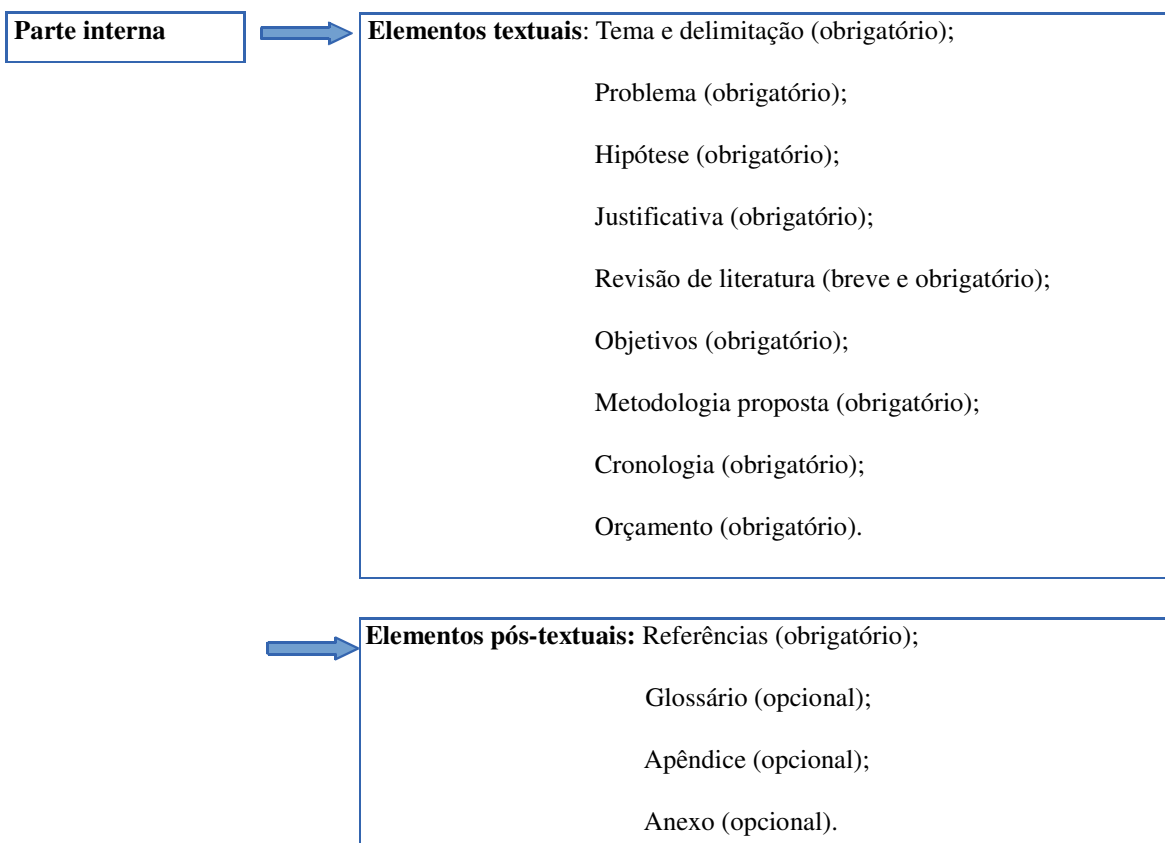 Parte interna
Elementos textuais: Tema e delimitação (obrigatório);
Problema (obrigatório);
Hipótese (obrigatório);
Justificativa (obrigatório);
Revisão de literatura (breve e obrigatório);
Objetivos (obrigatório);
Metodologia proposta (obrigatório);
Cronologia (obrigatório);
Orçamento (obrigatório).
Elementos pós-textuais: Referências (obrigatório);
Glossário (opcional);
Apêndice (opcional);
Anexo (opcional).